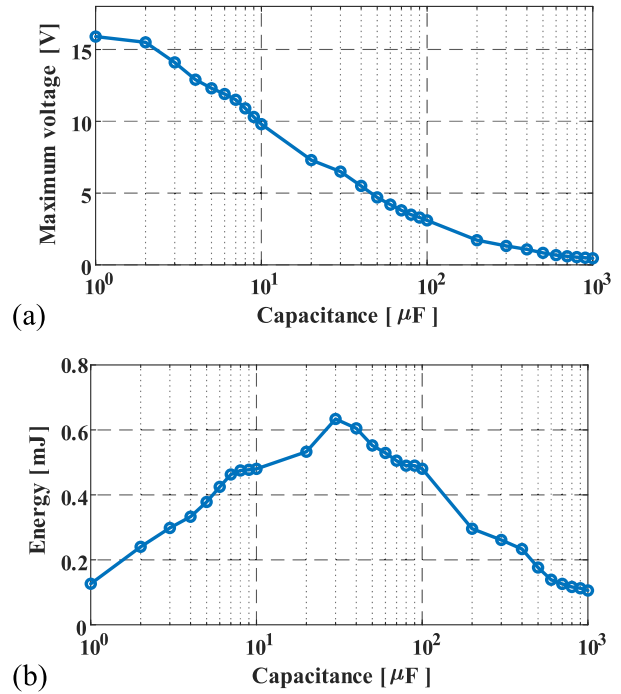 15
10
5
0
Maximum voltage [V]
10^0
10^1
10^2
10^3
(a)
Capacitance [ μF ]
0.8
0.6
0.4
0.2
0
Energy [mJ]
10^0
10^1
10^2
10^3
(b)
Capacitance [ μF ]